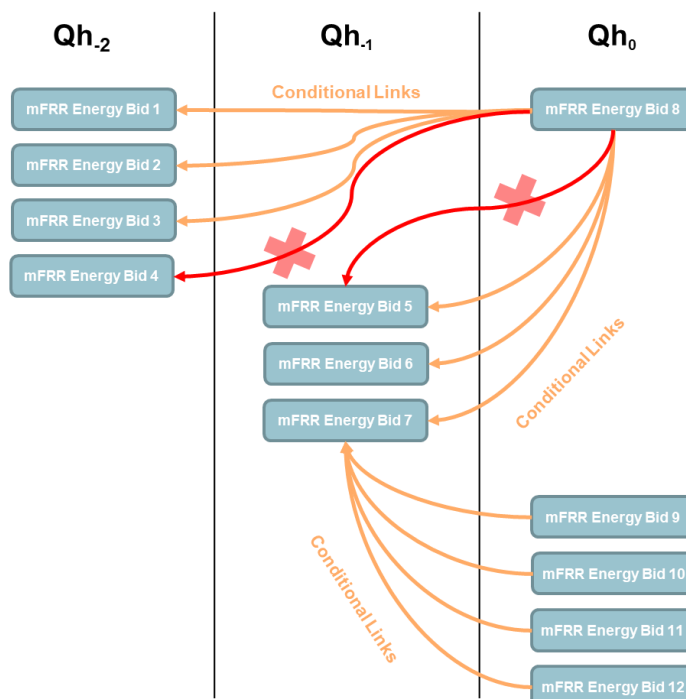 Qh-2
Qh-1
Qh0
Conditional Links
mFRR Energy Bid 1
mFRR Energy Bid 8
mFRR Energy Bid 2
mFRR Energy Bid 3
mFRR Energy Bid 4
mFRR Energy Bid 5
mFRR Energy Bid 6
mFRR Energy Bid 7
Conditional Links
mFRR Energy Bid 9
Conditional Links
mFRR Energy Bid 10
mFRR Energy Bid 11
mFRR Energy Bid 12